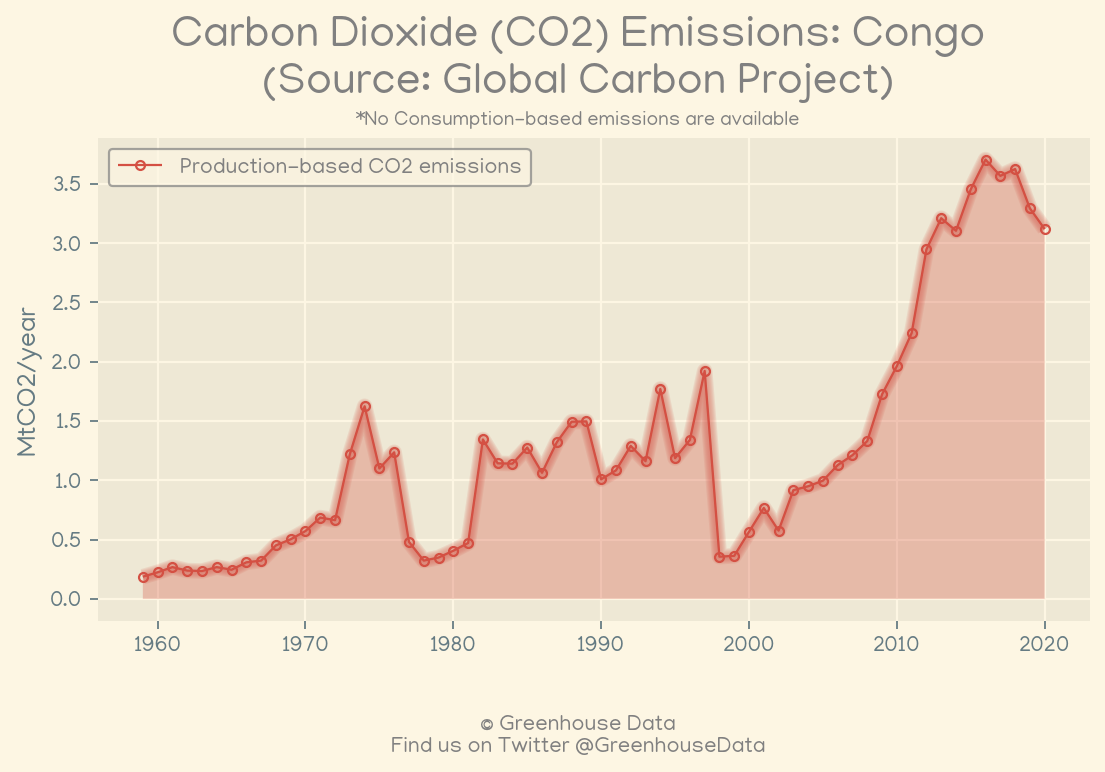 Carbon Dioxide (CO2) Emissions: Congo
(Source: Global Carbon Project)
*No Consumption-based emissions are available
Production-based CO2 emissions
MtCO2/year
3.5
3.0
2.5
2.0
1.5
1.0
0.5
0.0
1960 1970 1980 1990 2000 2010 2020
© Greenhouse Data
Find us on Twitter @GreenhouseData